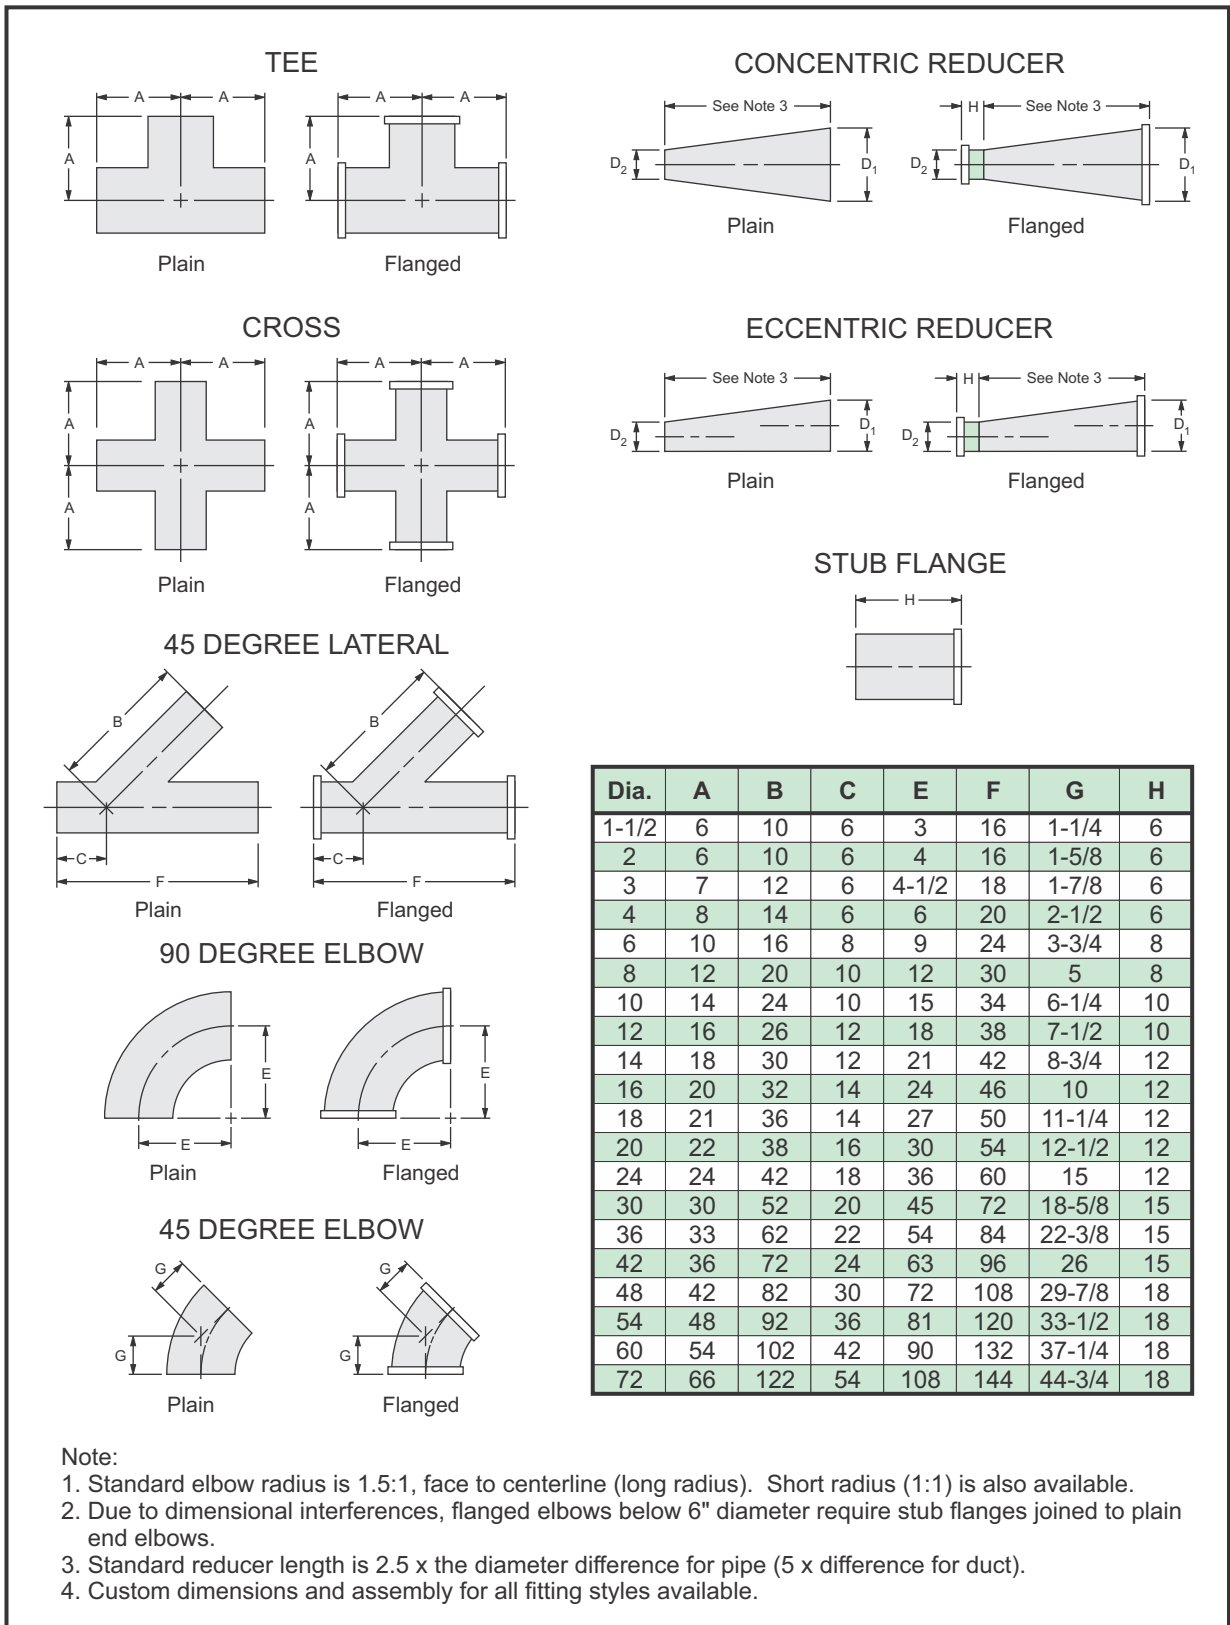 TEE
A A
A
Plain
A A
A
Flanged
CROSS
A A
A
A
Plain
A A
A
A
Flanged
45 DEGREE LATERAL
B
C
F
Plain
B
C
F
Flanged
90 DEGREE ELBOW
E
E
Plain
E
E
Flanged
45 DEGREE ELBOW
G
G
Plain
G
G
Flanged
CONCENTRIC REDUCER
See Note 3
D2 D1
Plain
H See Note 3
D2 D1
Flanged
ECCENTRIC REDUCER
See Note 3
D2 D1
Plain
H See Note 3
D2 D1
Flanged
STUB FLANGE
H
Dia. A B C E F G H
1-1/2 6 10 6 3 16 1-1/4 6
2 6 10 6 4 16 1-5/8 6
3 7 12 6 4-1/2 18 1-7/8 6
4 8 14 6 6 20 2-1/2 6
6 10 16 8 9 24 3-3/4 8
8 12 20 10 12 30 5 8
10 14 24 10 15 34 6-1/4 10
12 16 26 12 18 38 7-1/2 10
14 18 30 12 21 42 8-3/4 12
16 20 32 14 24 46 10 12
18 21 36 14 27 50 11-1/4 12
20 22 38 16 30 54 12-1/2 12
24 24 42 18 36 60 15 12
30 30 52 20 45 72 18-5/8 15
36 33 62 22 54 84 22-3/8 15
42 36 72 24 63 96 26 15
48 42 82 30 72 108 29-7/8 18
54 48 92 36 81 120 33-1/2 18
60 54 102 42 90 132 37-1/4 18
72 66 122 54 108 144 44-3/4 18
Note:
1. Standard elbow radius is 1.5:1, face to centerline (long radius). Short radius (1:1) is also available.
2. Due to dimensional interferences, flanged elbows below 6" diameter require stub flanges joined to plain
end elbows.
3. Standard reducer length is 2.5 x the diameter difference for pipe (5 x difference for duct).
4. Custom dimensions and assembly for all fitting styles available.